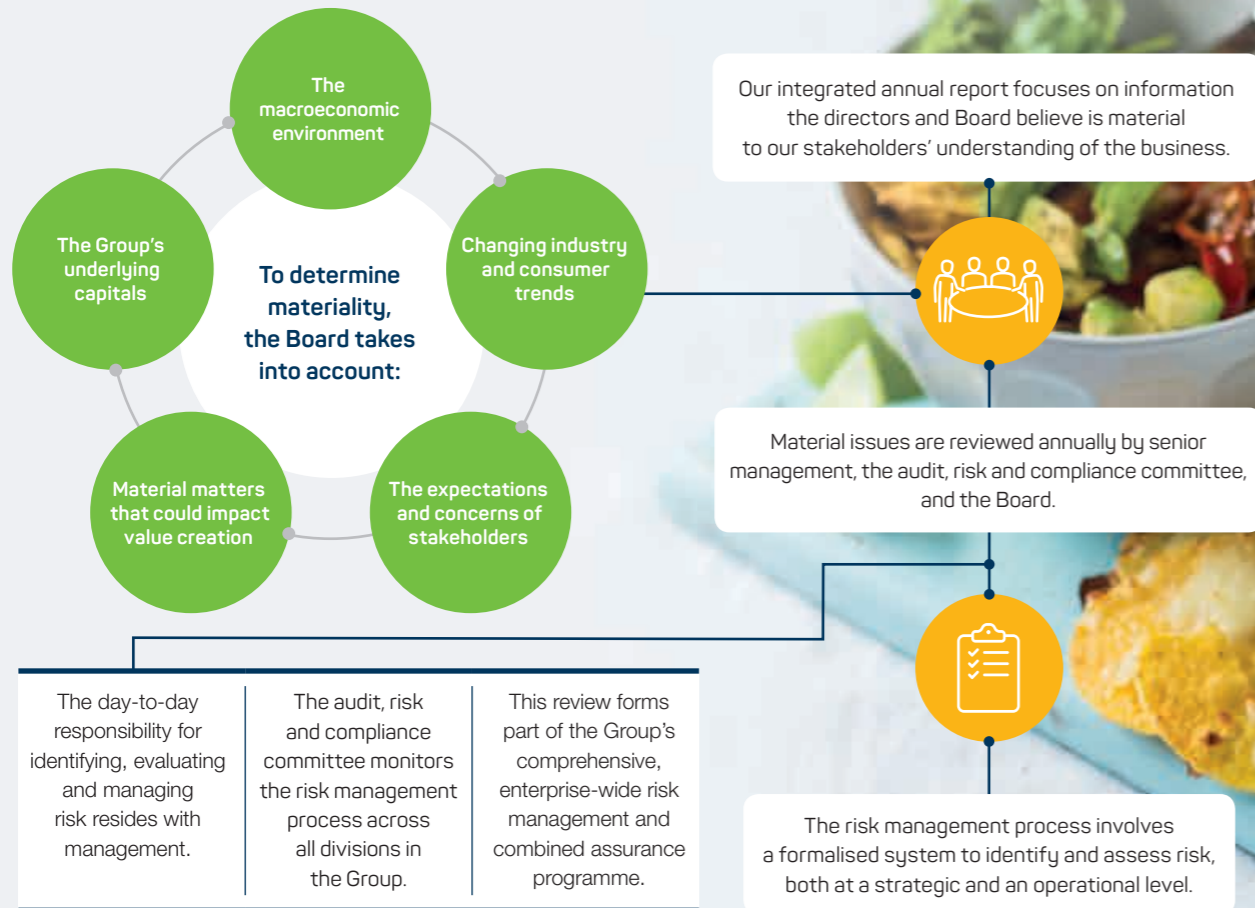 The
macroeconomic
environment
Changing industry
and consumer
trends
The expectations
and concerns of
stakeholders
Material matters
that could impact
value creation
The Group's
underlying
capitals
To determine
materiality,
the Board takes
into account:
Our integrated annual report focuses on information
the directors and Board believe is material
to our stakeholders' understanding of the business.
Material issues are reviewed annually by senior
management, the audit, risk and compliance committee,
and the Board.
The day-to-day
responsibility for
identifying, evaluating
and managing
risk resides with
management.
The audit, risk
and compliance
committee monitors
the risk management
process across
all divisions in
the Group.
This review forms
part of the Group's
comprehensive,
enterprise-wide risk
management and
combined assurance
programme.
The risk management process involves
a formalised system to identify and assess risk,
both at a strategic and an operational level.